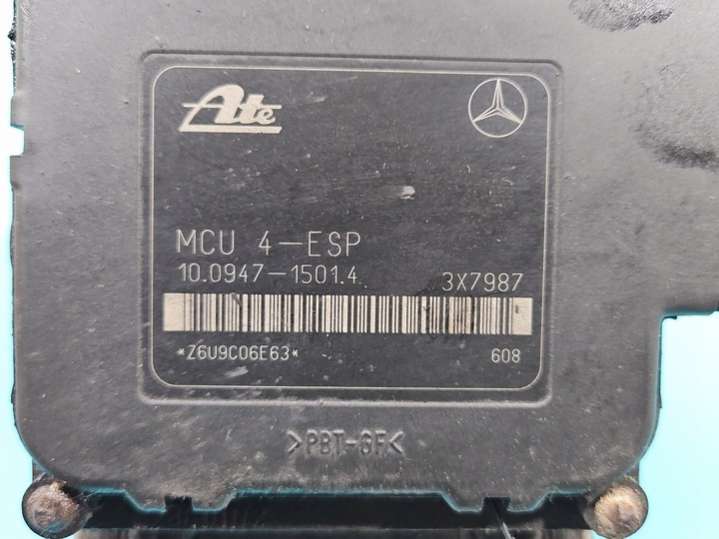 Ate
MCU 4-ESP
10.0947-1501.4 3X7987
*Z6U9C06E63* 608
>PBT-GF<